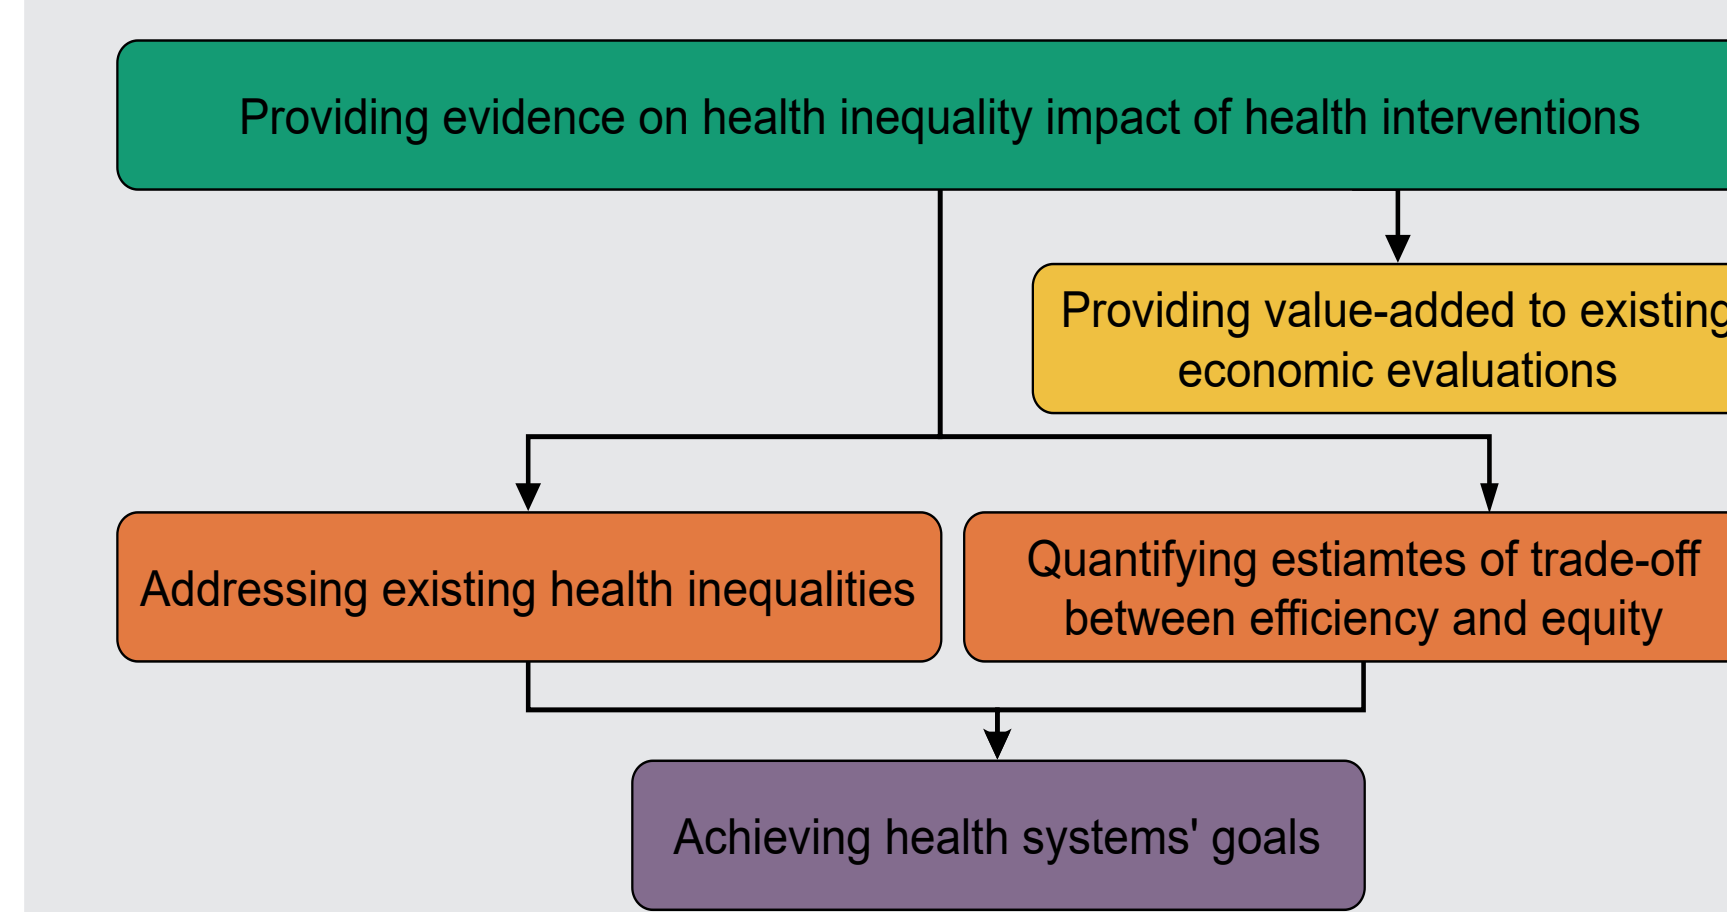 Providing evidence on health inequality impact of health interventions
Providing value-added to existing
economic evaluations
Addressing existing health inequalities
Quantifying estiamtes of trade-off
between efficiency and equity
Achieving health systems' goals